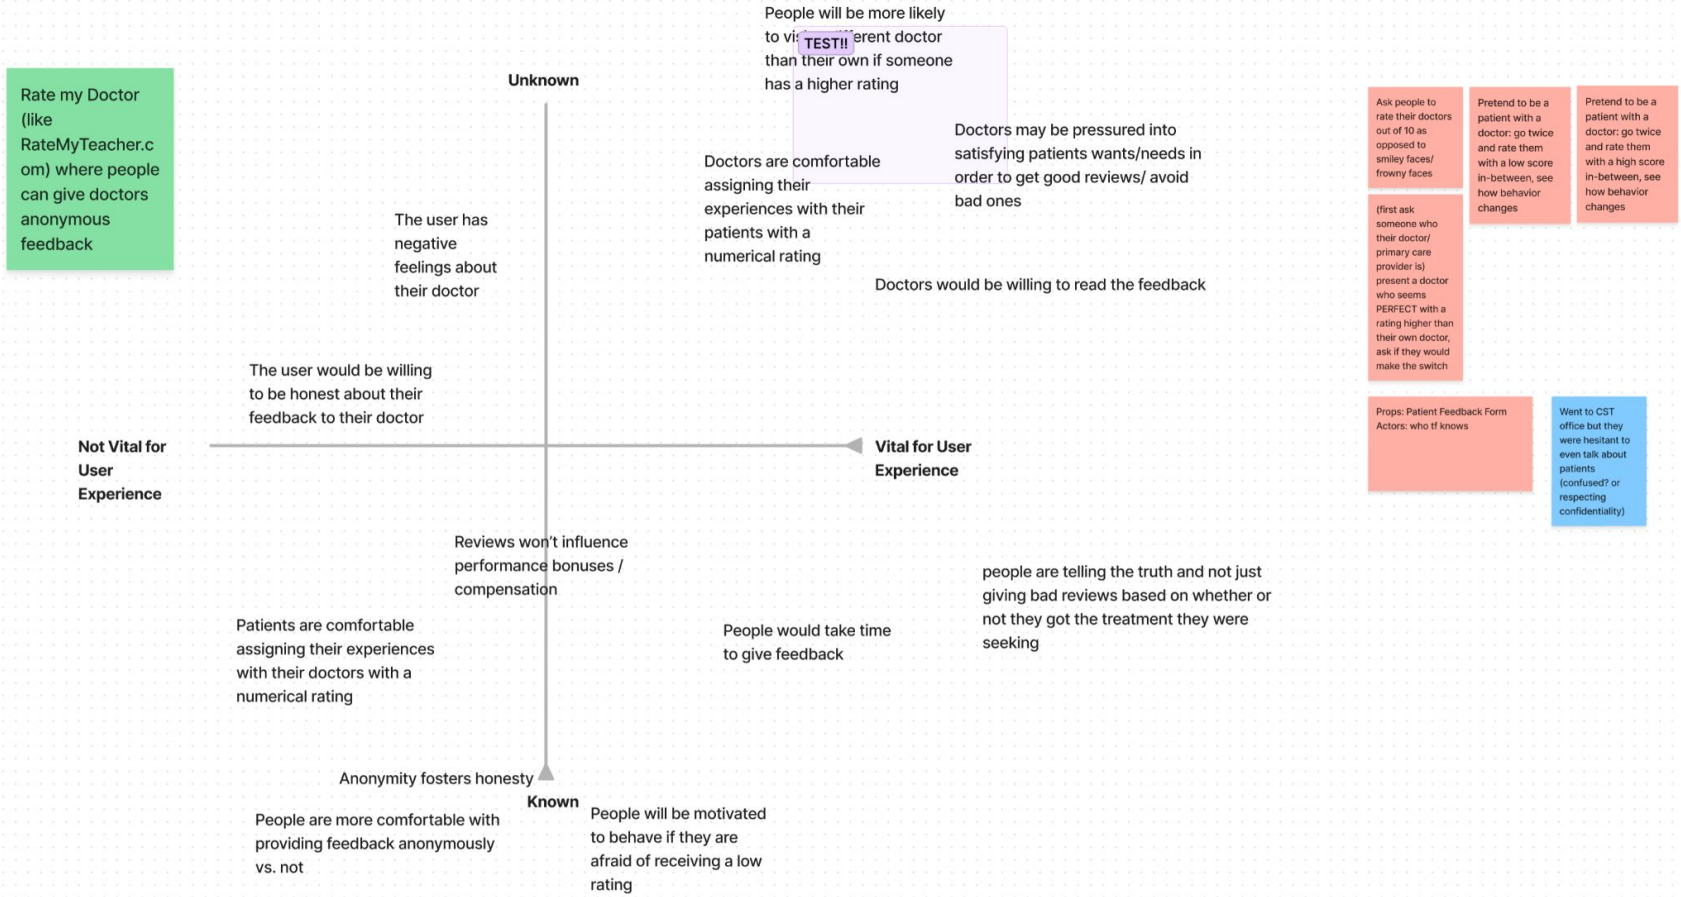 Rate my Doctor
(like
RateMyTeacher.c
om) where people
can give doctors
anonymous
feedback
Unknown
People will be more likely
to erent doctor
than their own if someone
has a higher rating
TEST!!
Doctors may be pressured into
satisfying patients wants/needs in
order to get good reviews/ avoid
bad ones
Doctors are comfortable
assigning their
experiences with their
patients with a
numerical rating
The user has
negative
feelings about
their doctor
Doctors would be willing to read the feedback
The user would be willing
to be honest about their
feedback to their doctor
Not Vital for
User
Experience
Vital for User
Experience
Reviews won't influence
performance bonuses /
compensation
people are telling the truth and not just
giving bad reviews based on whether or
not they got the treatment they were
seeking
Patients are comfortable
assigning their experiences
with their doctors with a
numerical rating
People would take time
to give feedback
Anonymity fosters honesty
Known
People are more comfortable with
providing feedback anonymously
vs. not
People will be motivated
to behave if they are
afraid of receiving a low
rating
Ask people to
rate their doctors
out of 10 as
opposed to
smiley faces/
frowny faces
Pretend to be a
patient with a
doctor: go twice
and rate them
with a low score
in-between, see
how behavior
changes
Pretend to be a
patient with a
doctor: go twice
and rate them
with a high score
in-between, see
how behavior
changes
(first ask
someone who
their doctor/
primary care
provider is)
present a doctor
who seems
PERFECT with a
rating higher than
their own doctor,
ask if they would
make the switch
Props: Patient Feedback Form
Actors: who tf knows
Went to CST
office but they
were hesitant to
even talk about
patients
(confused? or
respecting
confidentiality)